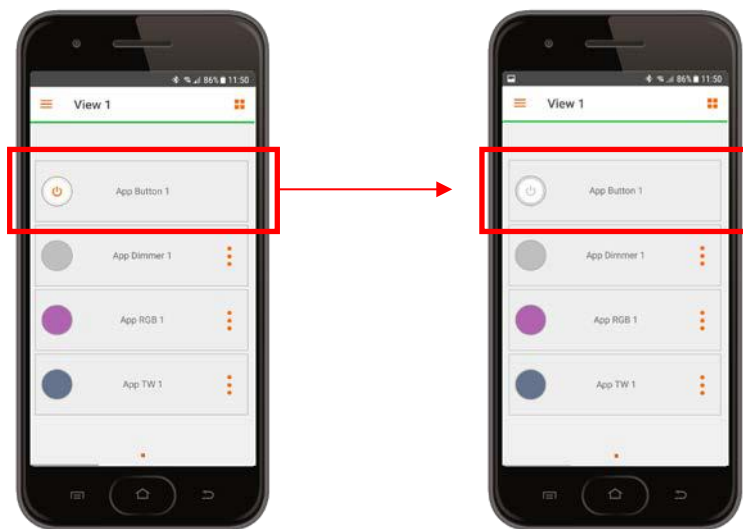 86% 11:50
View 1
App Button 1
App Dimmer 1
App RGB 1
App TW 1
86% 11:50
View 1
App Button 1
App Dimmer 1
App RGB 1
App TW 1